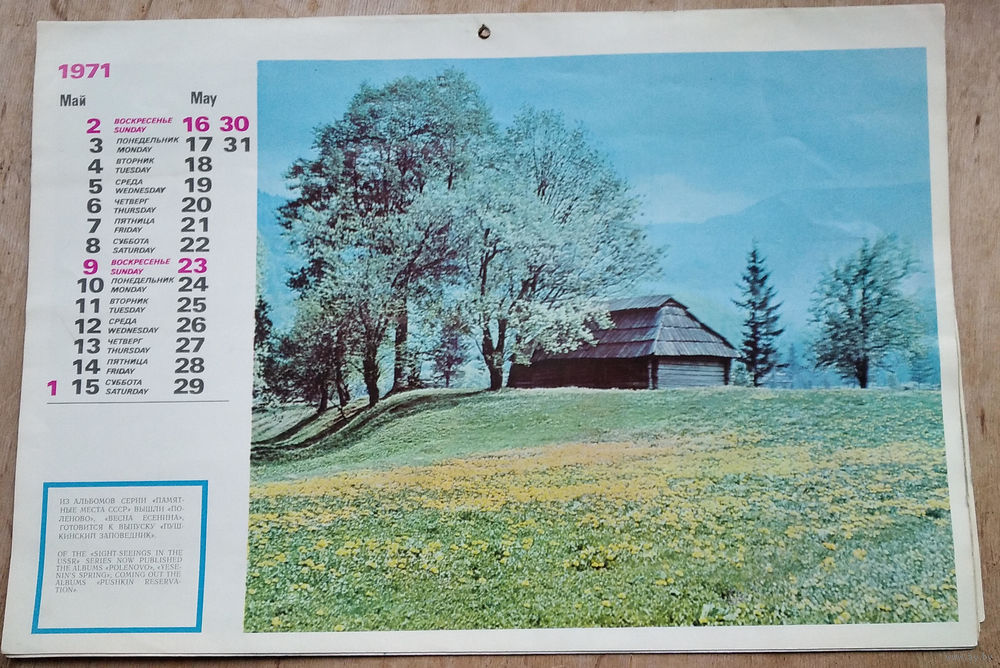 1971
Май May
2 ВОСКРЕСЕНЬЕ SUNDAY 16 30
3 ПОНЕДЕЛЬНИК MONDAY 17 31
4 ВТОРНИК TUESDAY 18
5 СРЕДА WEDNESDAY 19
6 ЧЕТВЕРГ THURSDAY 20
7 ПЯТНИЦА FRIDAY 21
8 СУББОТА SATURDAY 22
9 ВОСКРЕСЕНЬЕ SUNDAY 23
10 ПОНЕДЕЛЬНИК MONDAY 24
11 ВТОРНИК TUESDAY 25
12 СРЕДА WEDNESDAY 26
13 ЧЕТВЕРГ THURSDAY 27
14 ПЯТНИЦА FRIDAY 28
1 15 СУББОТА SATURDAY 29
ИЗ АЛЬБОМОВ СЕРИИ «ПАМЯТ-
НЫЕ МЕСТА СССР» ВЫШЛИ «ПО-
ЛЕНОВО», «ВЕСНА ЕСЕНИНА»,
ГОТОВИТСЯ К ВЫПУСКУ «ПУШ-
КИНСКИЙ ЗАПОВЕДНИК».
OF THE «SIGHT-SEEINGS IN THE
USSR» SERIES NOW PUBLISHED
THE ALBUMS «POLENOVO», «YESE-
NIN'S SPRING»; COMING OUT THE
ALBUMS «PUSHKIN RESERVA-
TION».